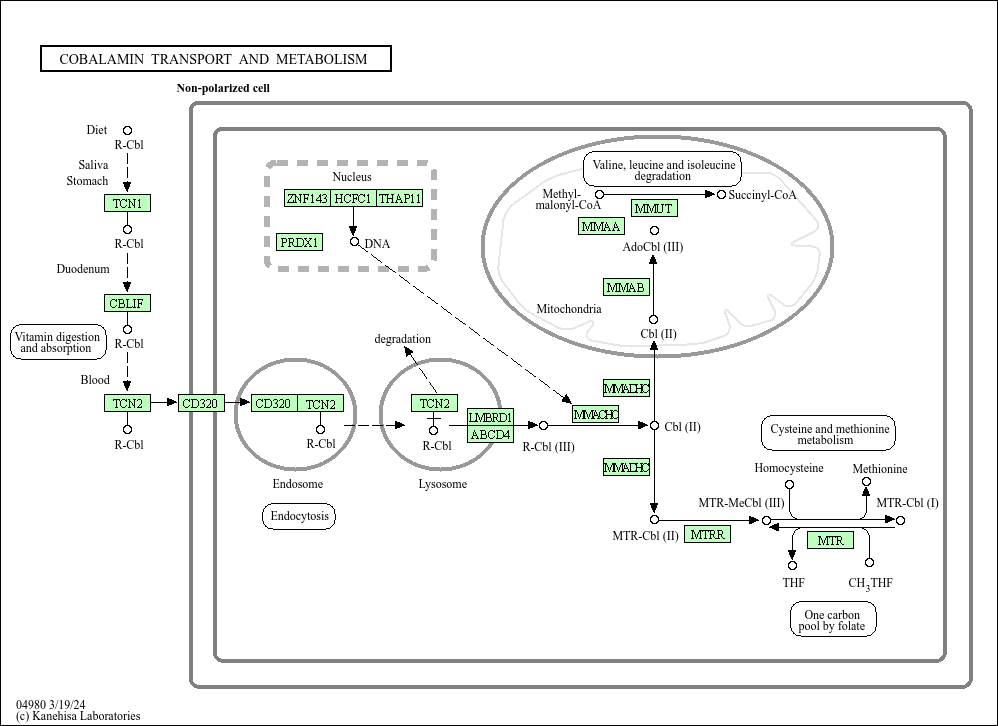 COBALAMIN TRANSPORT AND METABOLISM
Non-polarized cell
Diet
R-Cbl
Saliva
Stomach
TCN1
R-Cbl
Duodenum
CBLIF
Vitamin digestion
and absorption
R-Cbl
Blood
TCN2
R-Cbl
CD320
Nucleus
ZNF143 HCFC1 THAP11
PRDX1
DNA
Valine, leucine and isoleucine
degradation
Methyl-
malonyl-CoA
Succinyl-CoA
MMUT
MMAA
AdoCbl (III)
MMAB
Mitochondria
Cbl (II)
degradation
CD320 TCN2
R-Cbl
Endosome
Endocytosis
TCN2
R-Cbl
Lysosome
LMBRD1
ABCD4
R-Cbl (III)
MMACHC
MMADHC
Cbl (II)
MMADHC
MTR-Cbl (II)
MTRR
Cysteine and methionine
metabolism
Homocysteine
Methionine
MTR-MeCbl (III)
MTR-Cbl (I)
MTR
THF
CH3THF
One carbon
pool by folate
04980 3/19/24
(c) Kanehisa Laboratories